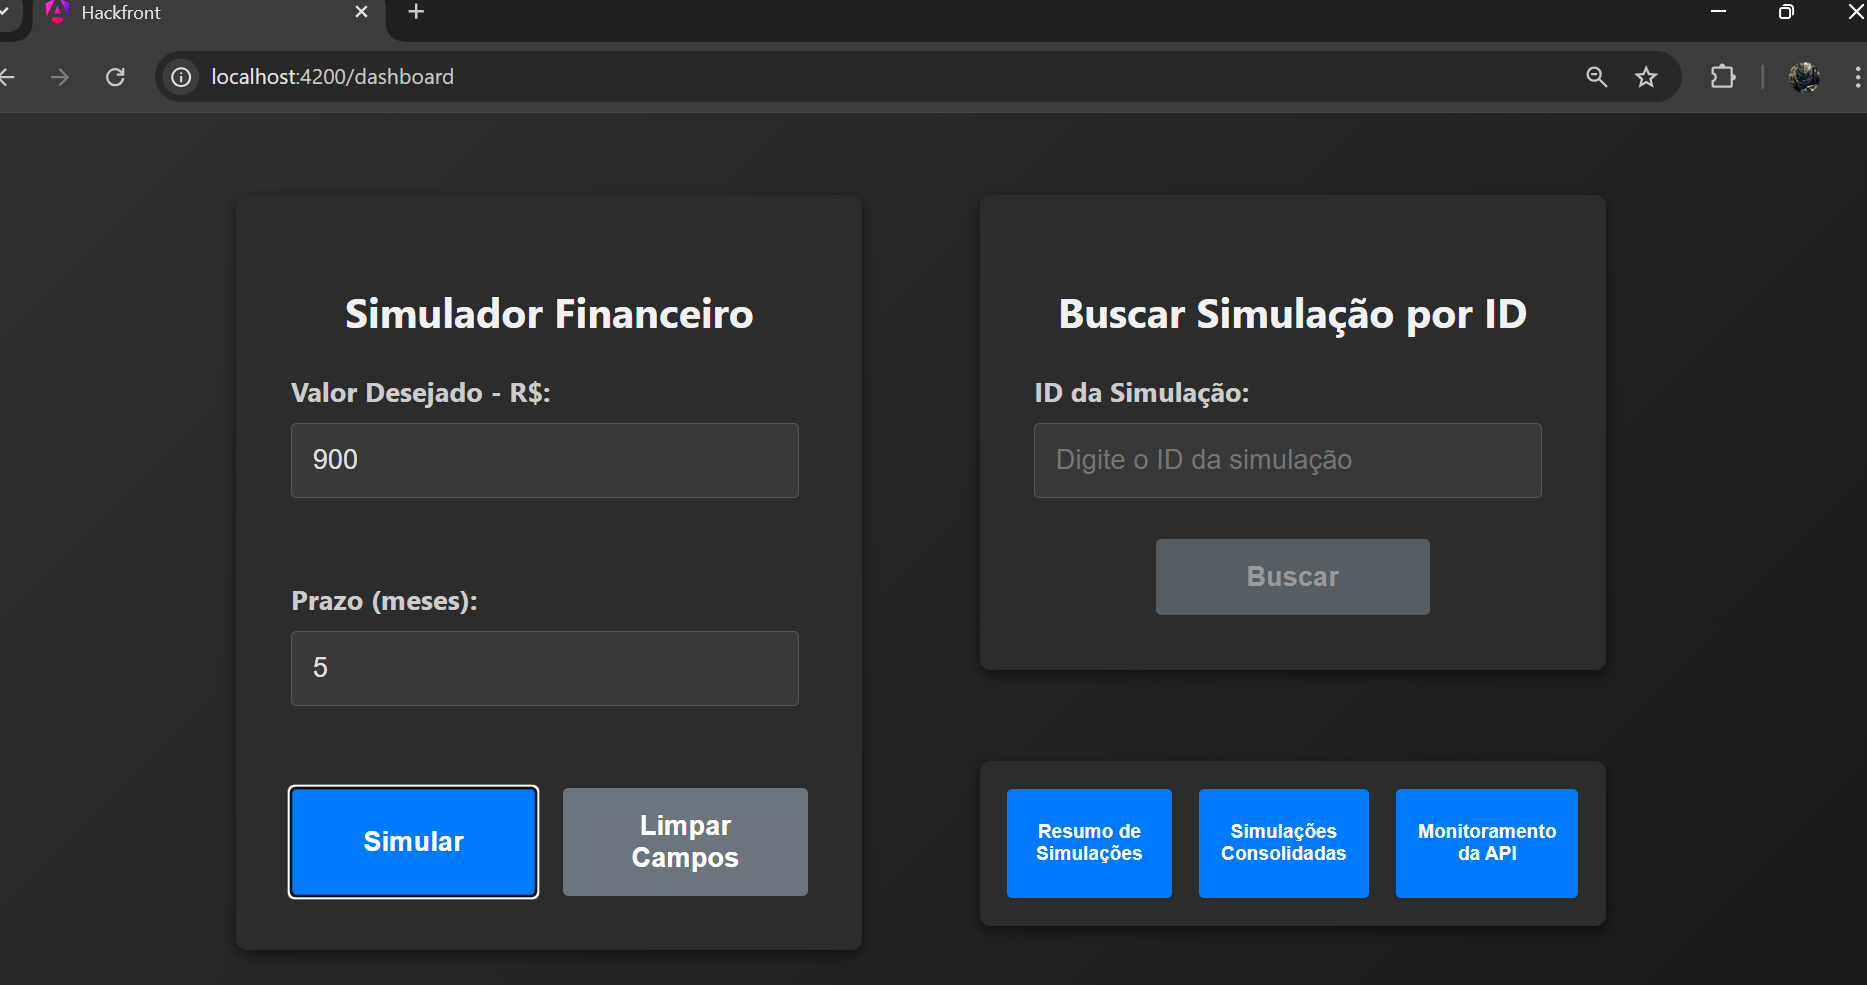 Hackfront
localhost:4200/dashboard
Simulador Financeiro
Valor Desejado - R$:
900
Prazo (meses):
5
Simular
Limpar
Campos
Buscar Simulação por ID
ID da Simulação:
Digite o ID da simulação
Buscar
Resumo de
Simulações
Simulações
Consolidadas
Monitoramento
da API